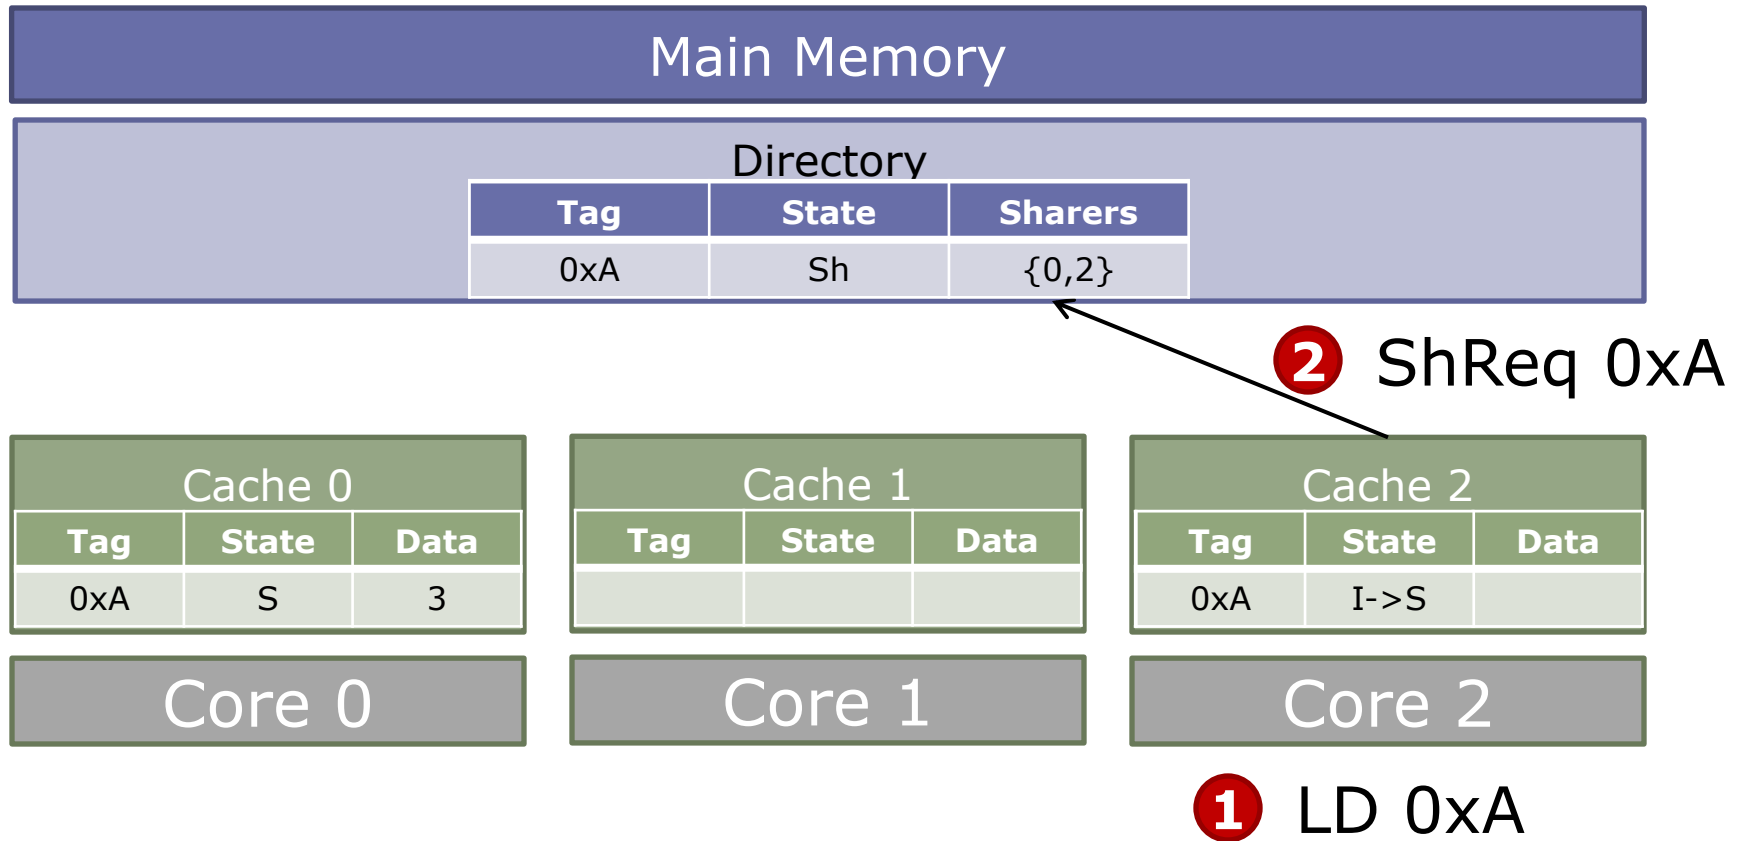 Main Memory
Directory
Tag State Sharers
0xA Sh {0,2}
2 ShReq 0xA
Cache 0 Cache 1 Cache 2
Tag State Data Tag State Data Tag State Data
0xA S 3 0xA I->S
Core 0 Core 1 Core 2
1 LD 0xA